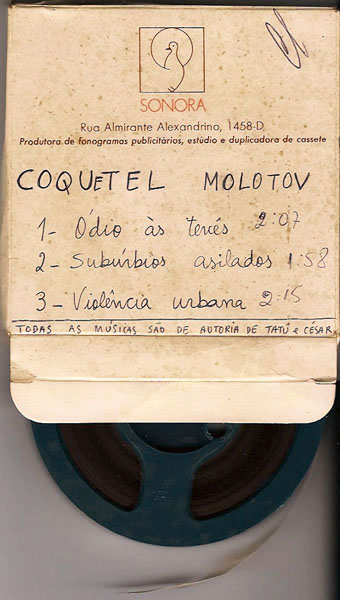 SONORA
Rua Almirante Alexandrino, 1458-D
Produtora de fonogramas publicitários, estúdio e duplicadora de cassete
COQUETEL MOLOTOV
1- Ódio às tevês 2:07
2- Subúrbios asilados 1:58
3- Violência urbana 2:15
TODAS AS MÚSICAS SÃO DE AUTORIA DE TATÚ e CÉSAR